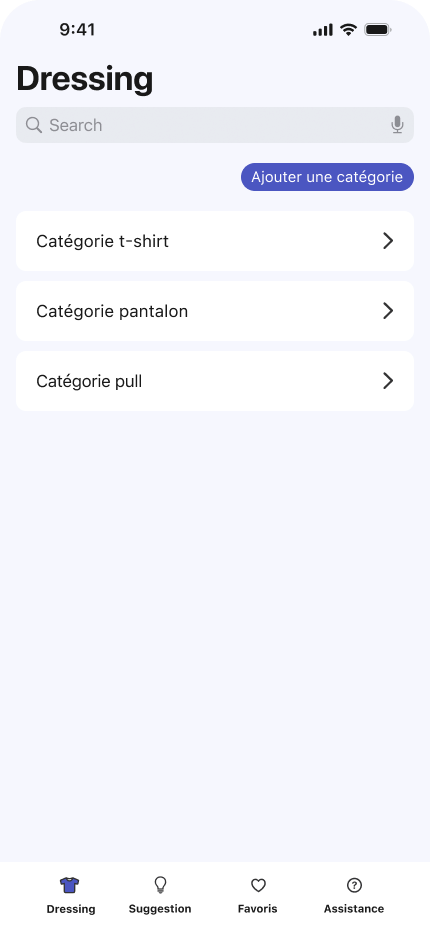 9:41
Dressing
Search
Ajouter une catégorie
Catégorie t-shirt
Catégorie pantalon
Catégorie pull
Dressing
Suggestion
Favoris
Assistance